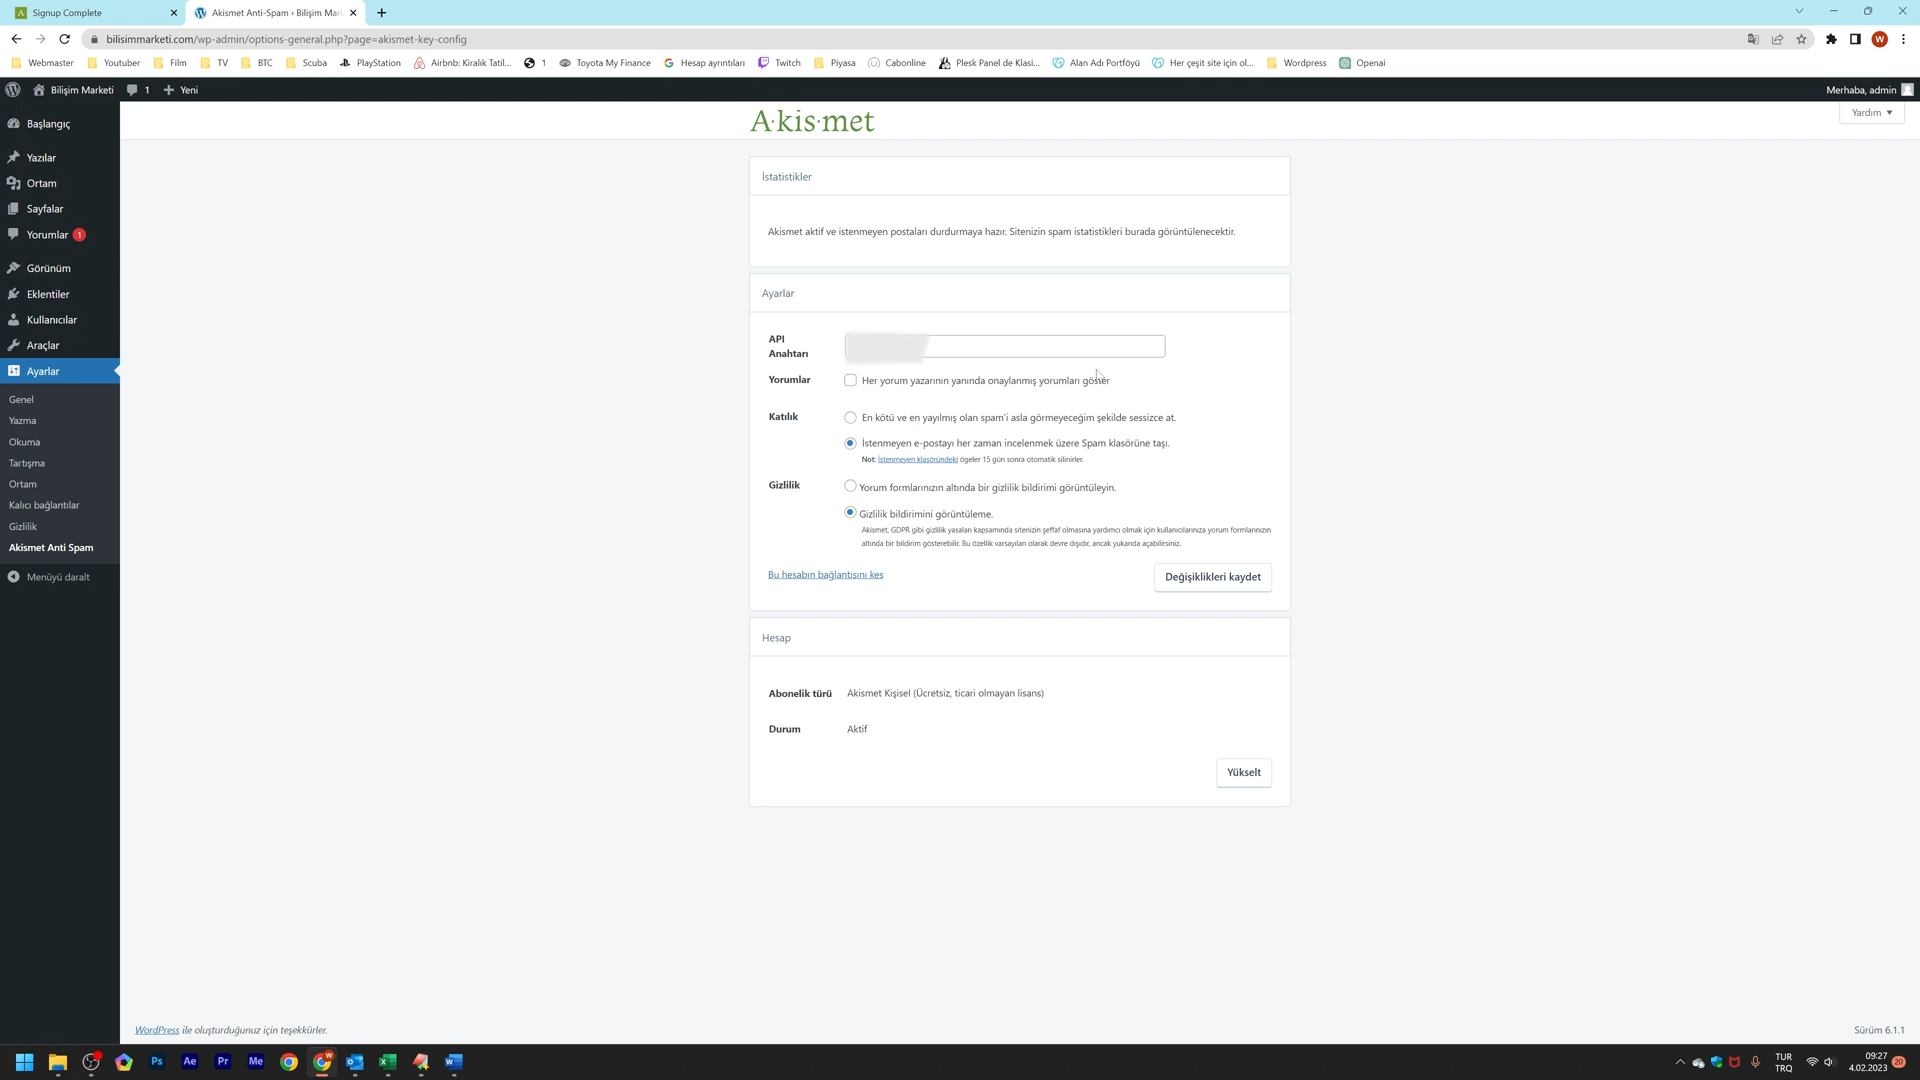 Signup Complete
Akismet Anti-Spam ‹ Bilişim Mar
bilisimmarketi.com/wp-admin/options-general.php?page=akismet-key-config
W
Webmaster
Youtuber
Film
TV
BTC
Scuba
PlayStation
Airbnb: Kiralık Tatil...
1
Toyota My Finance
Hesap ayrıntıları
Twitch
Piyasa
Cabonline
Plesk Panel de Klasi...
Alan Adı Portföyü
Her çeşit site için ol...
Wordpress
Openai
Bilişim Marketi
1
Yeni
Merhaba, admin
Yardım
Başlangıç
Yazılar
Ortam
Sayfalar
Yorumlar 1
Görünüm
Eklentiler
Kullanıcılar
Araçlar
Ayarlar
Genel
Yazma
Okuma
Tartışma
Ortam
Kalıcı bağlantılar
Gizlilik
Akismet Anti Spam
Menüyü daralt
A·kis·met
İstatistikler
Akismet aktif ve istenmeyen postaları durdurmaya hazır. Sitenizin spam istatistikleri burada görüntülenecektir.
Ayarlar
API
Anahtarı
Yorumlar
Her yorum yazarının yanında onaylanmış yorumları göster
Katılık
En kötü ve en yayılmış olan spam'i asla görmeyeceğim şekilde sessizce at.
İstenmeyen e-postayı her zaman incelenmek üzere Spam klasörüne taşı.
Not: İstenmeyen klasöründeki ögeler 15 gün sonra otomatik silinirler.
Gizlilik
Yorum formlarınızın altında bir gizlilik bildirimi görüntüleyin.
Gizlilik bildirimini görüntüleme.
Akismet, GDPR gibi gizlilik yasaları kapsamında sitenizin şeffaf olmasına yardımcı olmak için kullanıcılarınıza yorum formlarınızın
altında bir bildirim gösterebilir. Bu özellik varsayılan olarak devre dışıdır, ancak yukarıda açabilirsiniz.
Bu hesabın bağlantısını kes
Değişiklikleri kaydet
Hesap
Abonelik türü
Akismet Kişisel (Ücretsiz, ticari olmayan lisans)
Durum
Aktif
Yükselt
WordPress ile oluşturduğunuz için teşekkürler.
Sürüm 6.1.1
Ps
Ae
Pr
Me
TUR
TRQ
09:27
4.02.2023
20